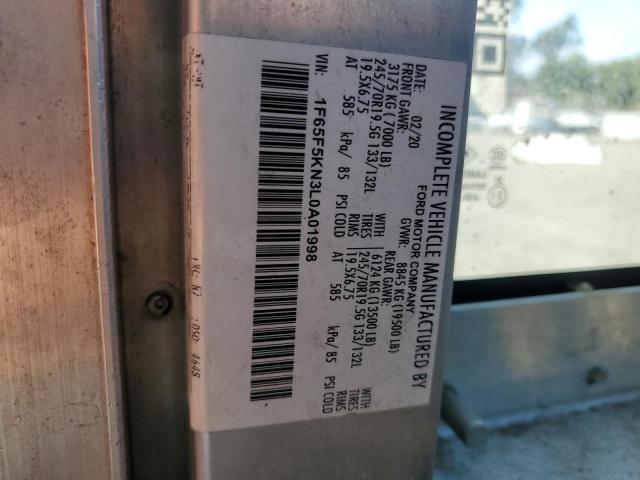 INCOMPLETE VEHICLE MANUFACTURED BY
FORD MOTOR COMPANY
DATE: 02/20 GVWR: 8845 KG (19500 LB)
FRONT GAWR: REAR GAWR:
3175 KG ( 7000 LB) WITH 6124 KG (13500 LB) WITH
245/70R19.5G 133/132L TIRES 245/70R19.5G 133/132L TIRES
19.5X6.75 RIMS 19.5X6.75 RIMS
AT 585 kPa/ 85 PSI COLD AT 585 kPa/ 85 PSI COLD
VIN: 1F65F5KN3L0A01998